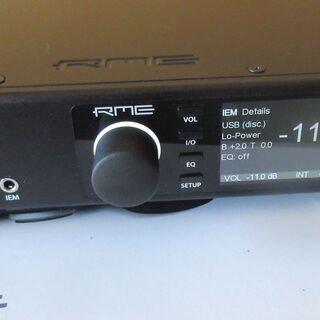 RME
RME
VOL
I/O
EQ
SETUP
IEM
IEM Details
USB (disc.)
Lo-Power
B +2.0 T 0.0
EQ: off
-11
VOL -11.0 dB INT